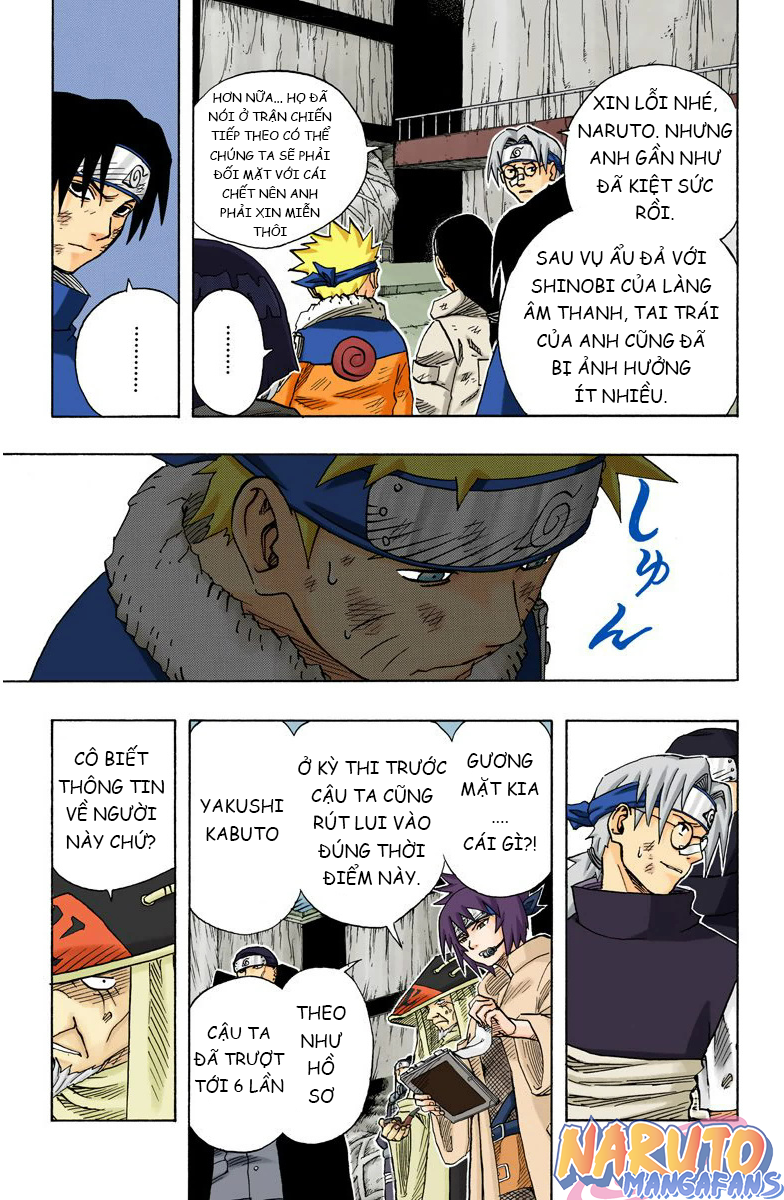 XIN LỖI NHÉ,
NARUTO. NHƯNG
ANH GẦN NHƯ
ĐÃ KIỆT SỨC
RỒI.
SAU VỤ ẨU ĐẢ VỚI
SHINOBI CỦA LÀNG
ÂM THANH, TAI TRÁI
CỦA ANH CŨNG ĐÃ
BỊ ẢNH HƯỞNG
ÍT NHIỀU.
HƠN NỮA... HỌ ĐÃ
NÓI Ở TRẬN CHIẾN
TIẾP THEO CÓ THỂ
CHÚNG TA SẼ PHẢI
ĐỐI MẶT VỚI CÁI
CHẾT NÊN ANH
PHẢI XIN MIỄN
THÔI
.........
.........
しゅん
GƯƠNG
MẶT KIA
....
CÁI GÌ?!
Ở KỲ THI TRƯỚC
CẬU TA CŨNG
RÚT LUI VÀO
ĐÚNG THỜI
ĐIỂM NÀY.
YAKUSHI
KABUTO
THEO
NHƯ
HỒ
SƠ
CẬU TA
ĐÃ TRƯỢT
TỚI 6 LẦN
CÔ BIẾT
THÔNG TIN
VỀ NGƯỜI
NÀY CHỨ?
NARUTO
MANGAFANS